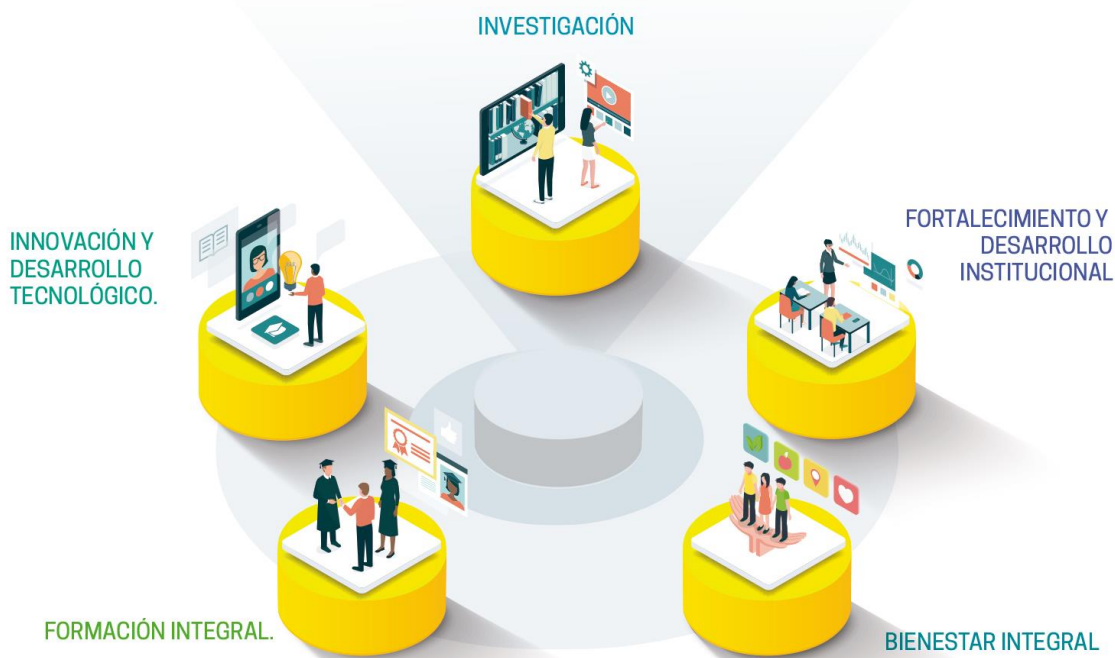 INVESTIGACIÓN
INNOVACIÓN Y
DESARROLLO
TECNOLÓGICO.
FORTALECIMIENTO Y
DESARROLLO
INSTITUCIONAL
FORMACIÓN INTEGRAL.
BIENESTAR INTEGRAL